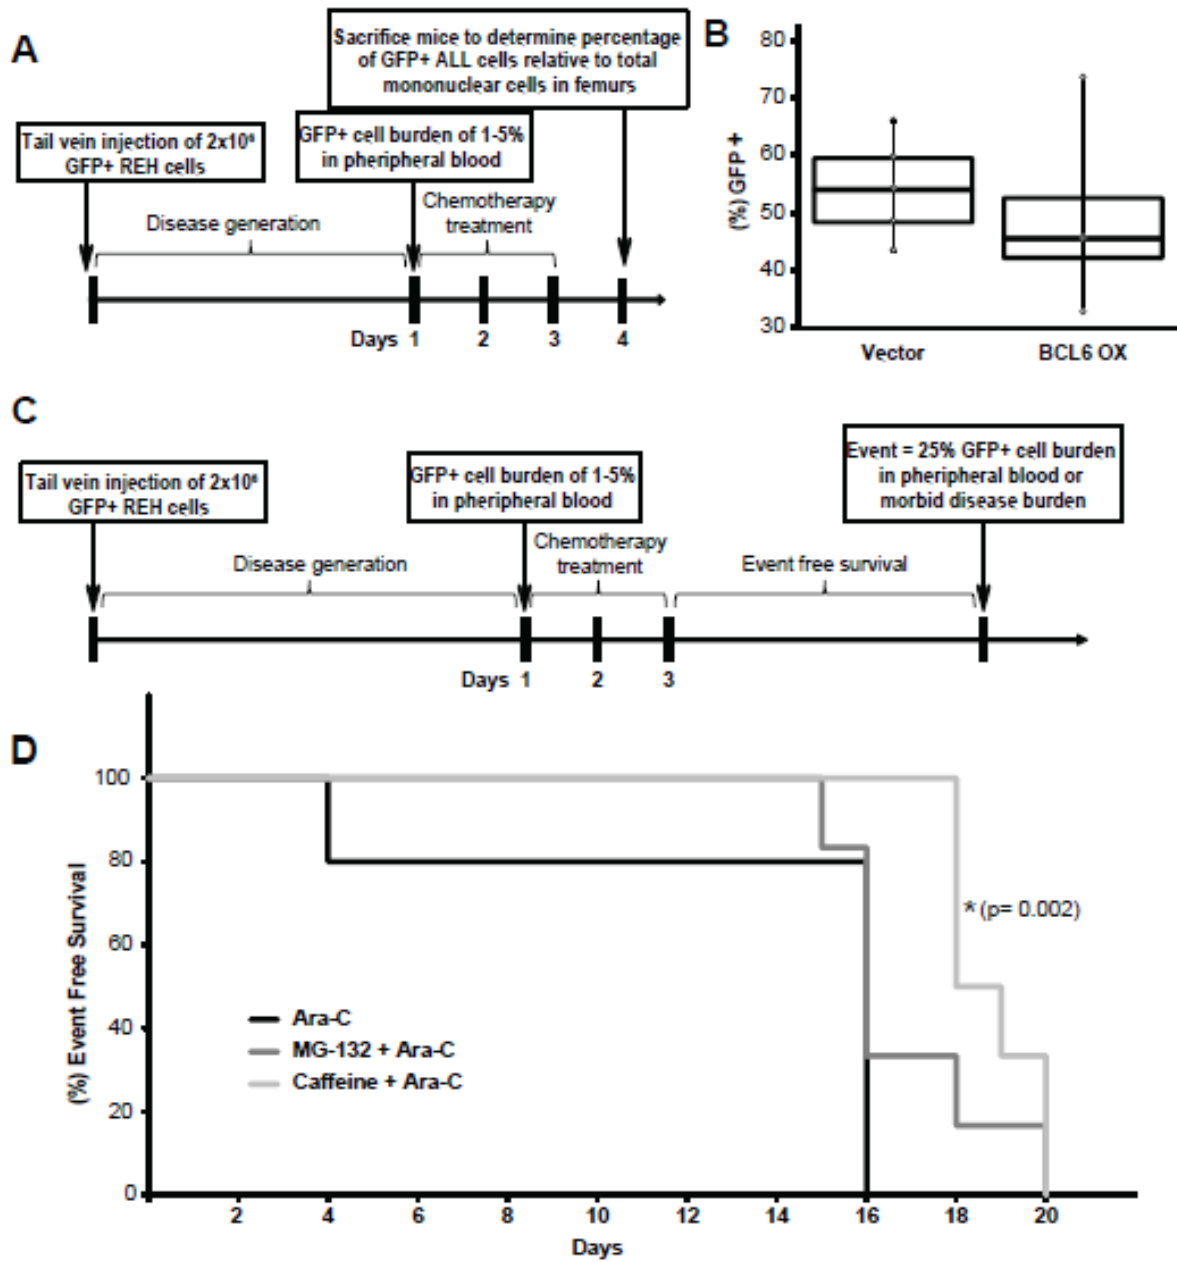 A
Sacrifice mice to determine percentage
of GFP+ ALL cells relative to total
mononuclear cells in femurs
Tail vein injection of 2x10⁶
GFP+ REH cells
GFP+ cell burden of 1-5%
in pheripheral blood
Disease generation
Chemotherapy
treatment
Days 1 2 3 4
B
(%) GFP +
80
70
60
50
40
30
Vector BCL6 OX
C
Tail vein injection of 2x10⁶
GFP+ REH cells
GFP+ cell burden of 1-5%
in pheripheral blood
Event = 25% GFP+ cell burden
in pheripheral blood or
morbid disease burden
Disease generation
Chemotherapy
treatment
Event free survival
Days 1 2 3
D
(%) Event Free Survival
100
80
60
40
20
0
* (p= 0.002)
Ara-C
MG-132 + Ara-C
Caffeine + Ara-C
2 4 6 8 10 12 14 16 18 20
Days